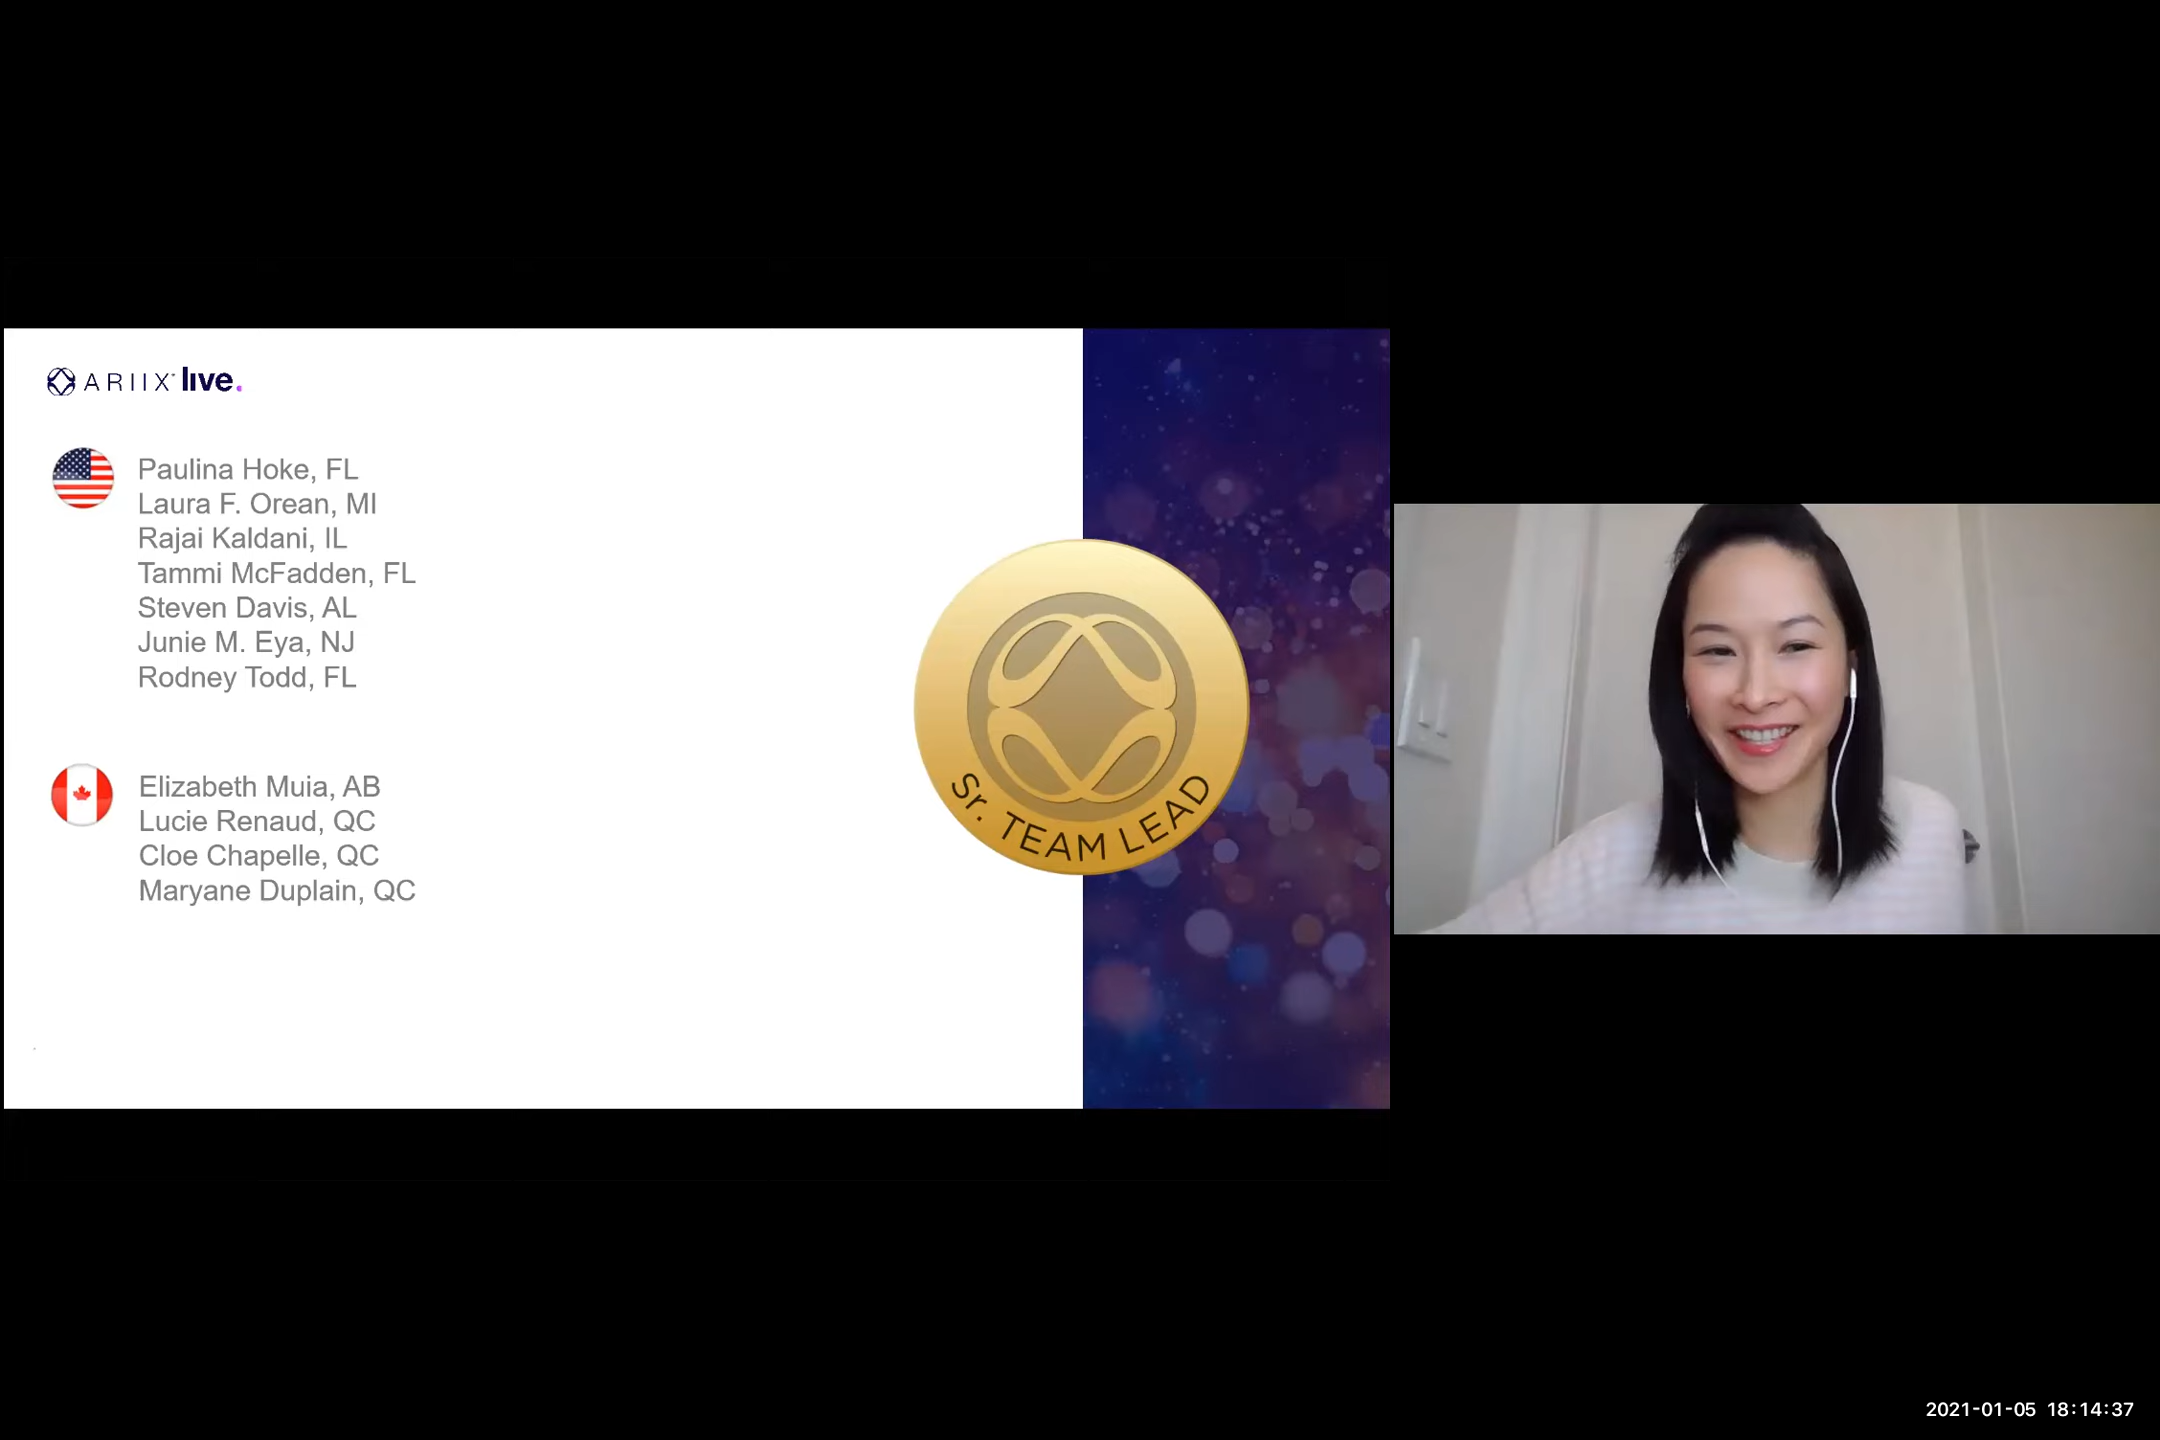 ARIIX live.
Paulina Hoke, FL
Laura F. Orean, MI
Rajai Kaldani, IL
Tammi McFadden, FL
Steven Davis, AL
Junie M. Eya, NJ
Rodney Todd, FL
Elizabeth Muia, AB
Lucie Renaud, QC
Cloe Chapelle, QC
Maryane Duplain, QC
Sr. TEAM LEAD
2021-01-05 18:14:37